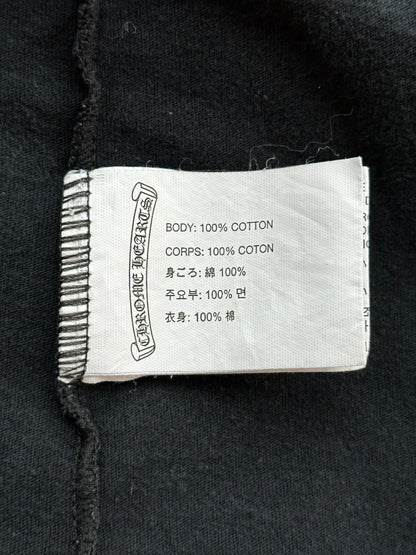 CHROME HEARTS
BODY: 100% COTTON
CORPS: 100% COTON
身ごろ: 綿 100%
주요부: 100% 면
衣身: 100% 棉